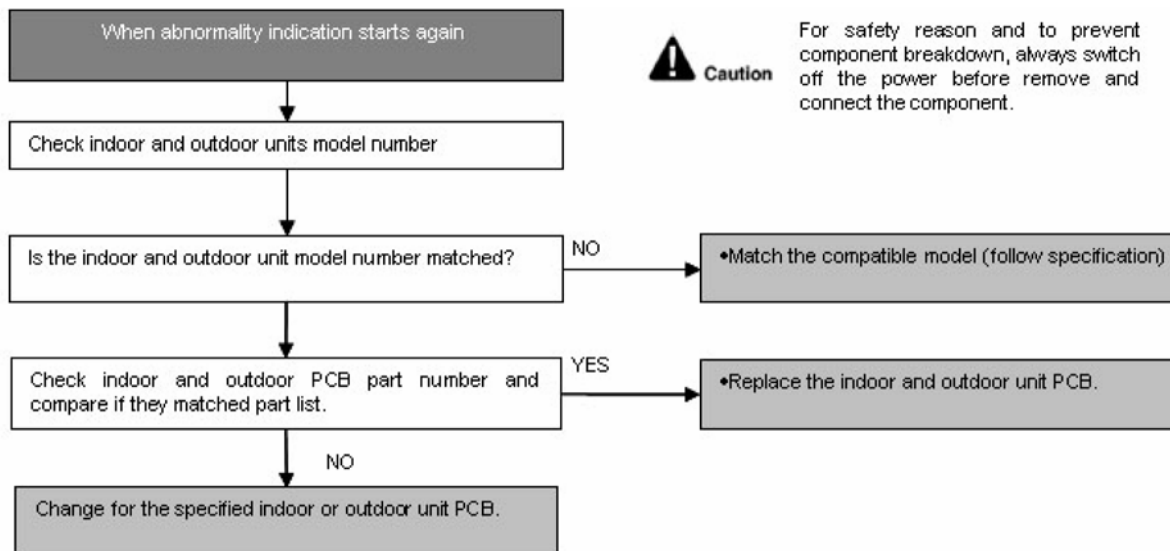 When abnormality indication starts again
For safety reason and to prevent
component breakdown, always switch
off the power before remove and
connect the component.
Caution
Check indoor and outdoor units model number
Is the indoor and outdoor unit model number matched?
NO
•Match the compatible model (follow specification)
Check indoor and outdoor PCB part number and
compare if they matched part list.
YES
•Replace the indoor and outdoor unit PCB.
NO
Change for the specified indoor or outdoor unit PCB.